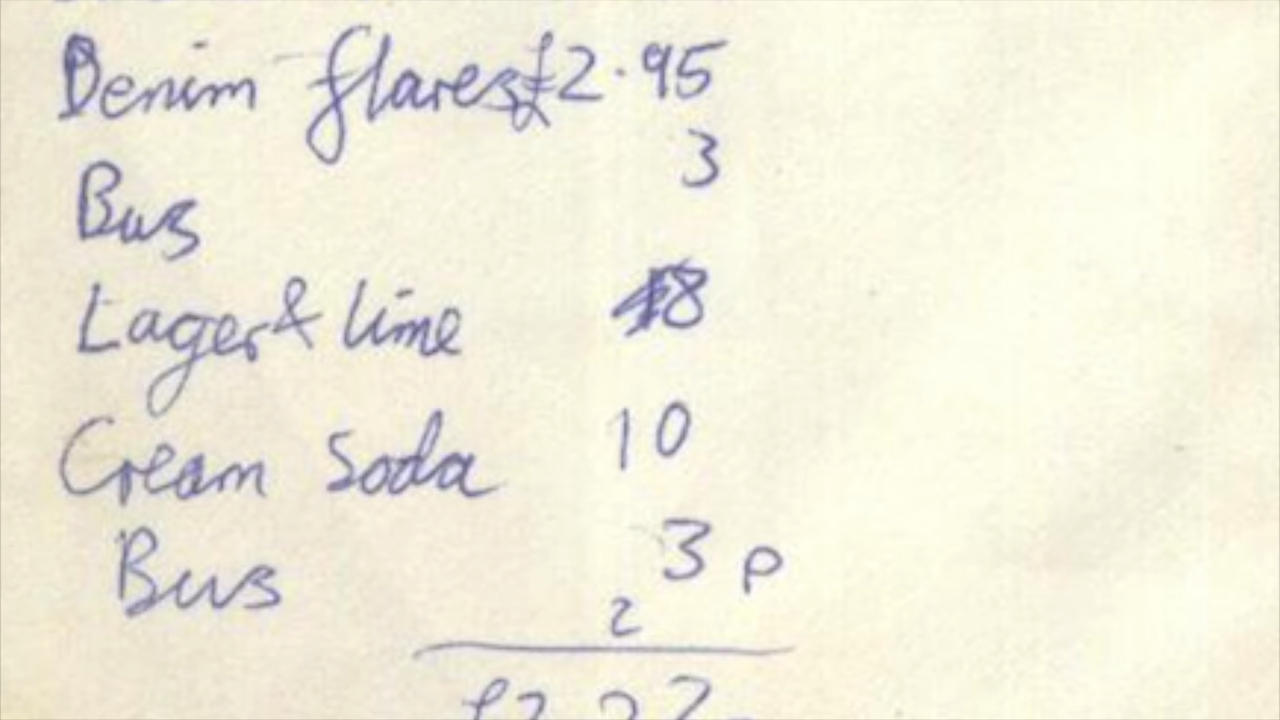 Denim flares £2.95
Bus 3
Lager & lime 18
Cream Soda 10
Bus 3p
2